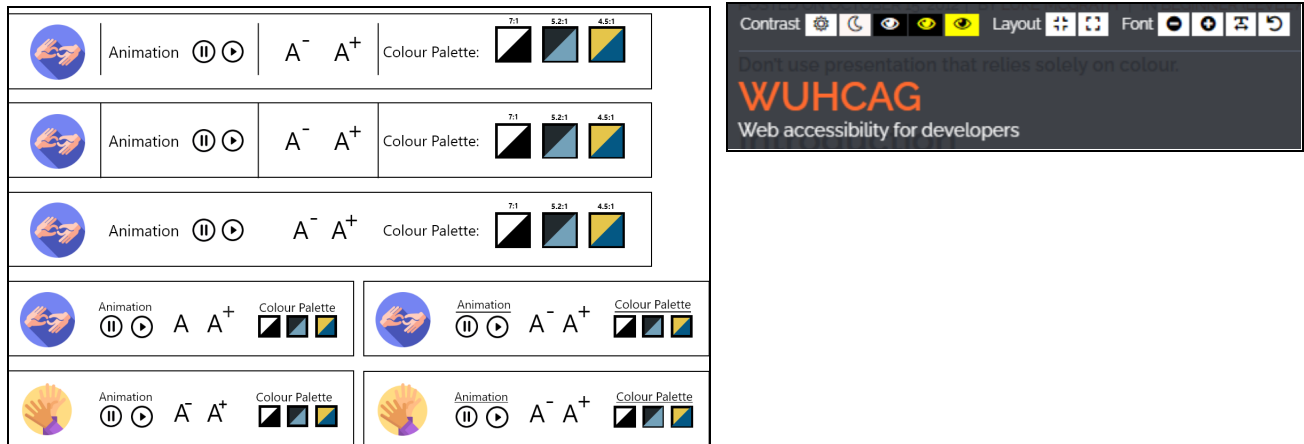 7:1 5.2:1 4.5:1
Animation A- A+ Colour Palette:
7:1 5.2:1 4.5:1
Animation A- A+ Colour Palette:
7:1 5.2:1 4.5:1
Animation A- A+ Colour Palette:
Animation Colour Palette
A A+
Animation Colour Palette
A- A+
Animation Colour Palette
A- A+
Animation Colour Palette
A- A+
Contrast Layout Font
Don't use presentation that relies solely on colour.
WUHCAG
Web accessibility for developers
Introduction